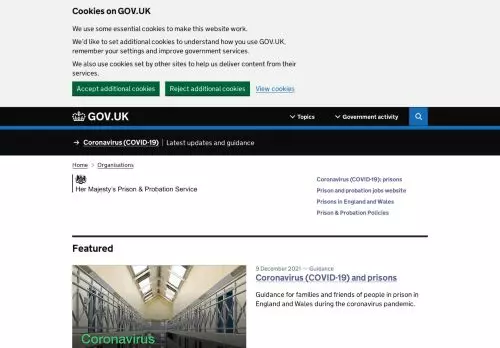 Cookies on GOV.UK
We use some essential cookies to make this website work.
We'd like to set additional cookies to understand how you use GOV.UK,
remember your settings and improve government services.
We also use cookies set by other sites to help us deliver content from their
services.
Accept additional cookies Reject additional cookies View cookies
GOV.UK Topics Government activity
→ Coronavirus (COVID-19) Latest updates and guidance
Home > Organisations
Her Majesty's Prison & Probation Service
Coronavirus (COVID-19): prisons
Prison and probation jobs website
Prisons in England and Wales
Prison & Probation Policies
Featured
9 December 2021 — Guidance
Coronavirus (COVID-19) and prisons
Guidance for families and friends of people in prison in
England and Wales during the coronavirus pandemic.
Coronavirus